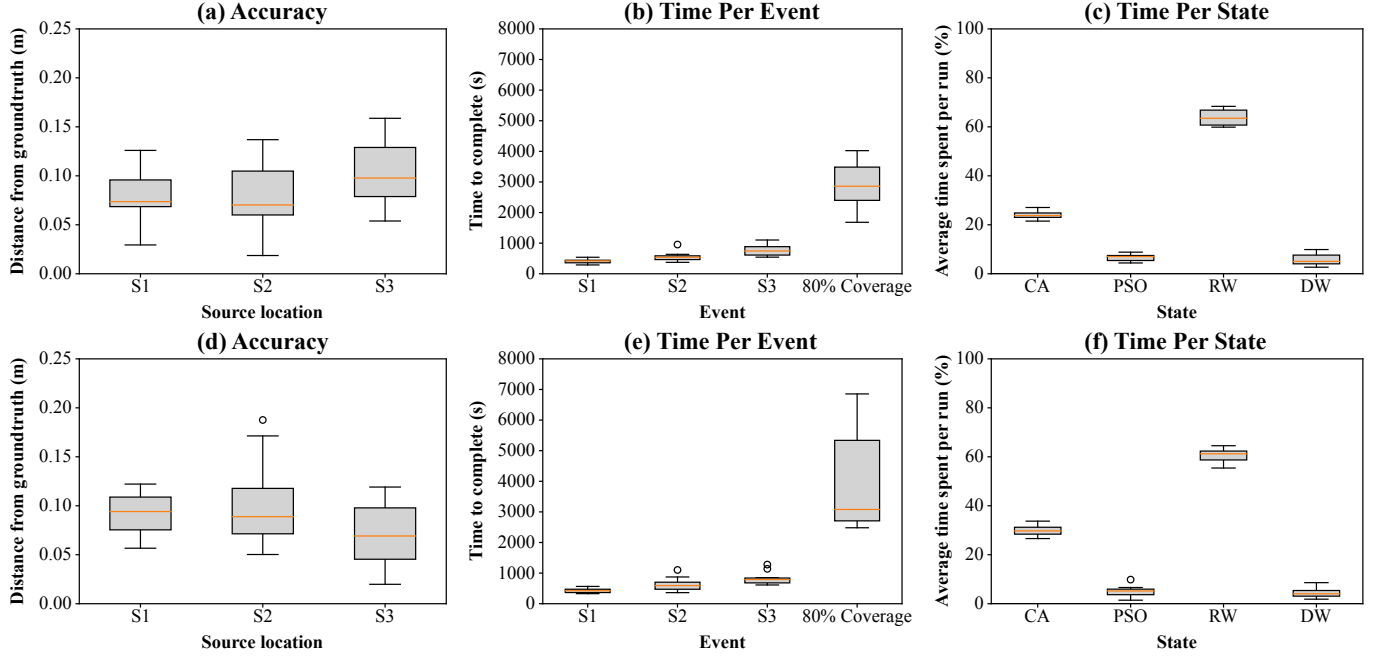 (a) Accuracy
Distance from groundtruth (m)
0.25
0.20
0.15
0.10
0.05
0.00
S1 S2 S3
Source location
(b) Time Per Event
Time to complete (s)
8000
7000
6000
5000
4000
3000
2000
1000
0
S1 S2 S3 80% Coverage
Event
(c) Time Per State
Average time spent per run (%)
100
80
60
40
20
0
CA PSO RW DW
State
(d) Accuracy
Distance from groundtruth (m)
0.25
0.20
0.15
0.10
0.05
0.00
S1 S2 S3
Source location
(e) Time Per Event
Time to complete (s)
8000
7000
6000
5000
4000
3000
2000
1000
0
S1 S2 S3 80% Coverage
Event
(f) Time Per State
Average time spent per run (%)
100
80
60
40
20
0
CA PSO RW DW
State